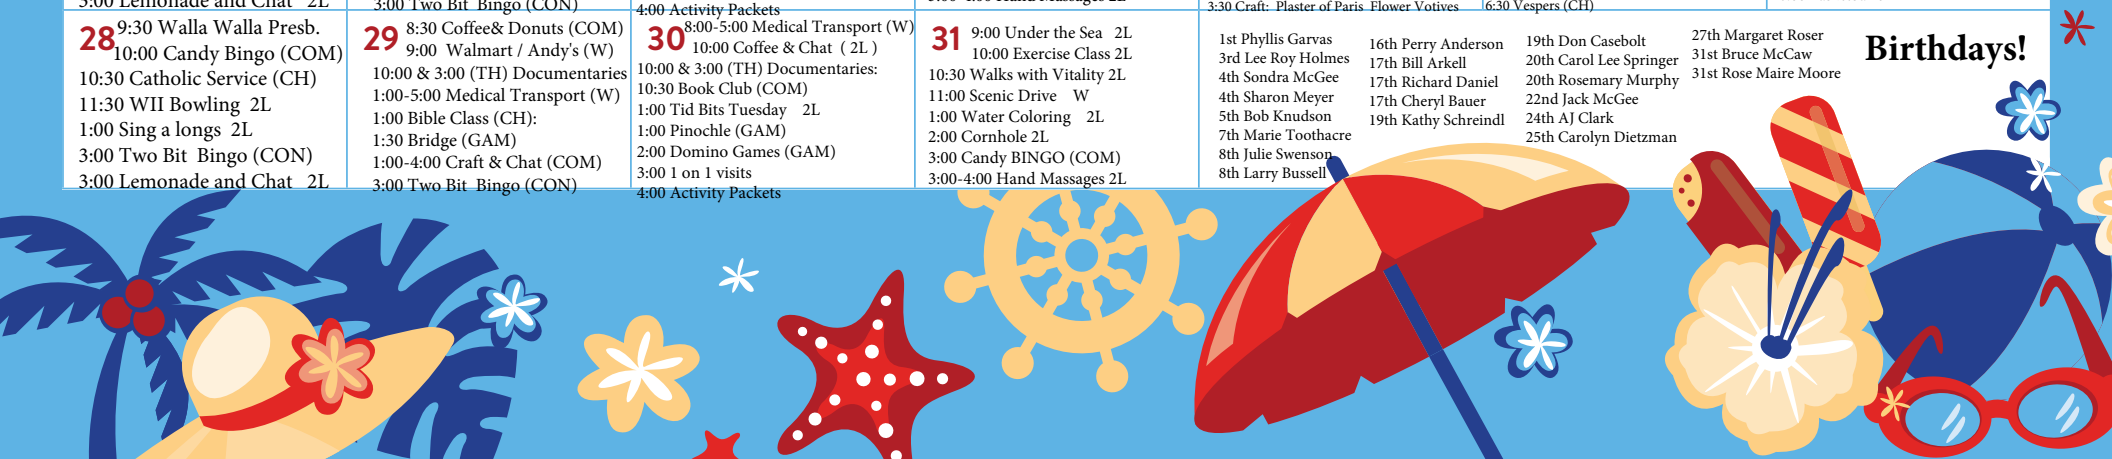 3:00 Lemonade and Chat 2L
3:00 Two Bit Bingo (CON)
4:00 Activity Packets
3:30 Craft: Plaster of Paris Flower Votives
6:30 Vespers (CH)
28
9:30 Walla Walla Presb.
10:00 Candy Bingo (COM)
10:30 Catholic Service (CH)
11:30 WII Bowling 2L
1:00 Sing a longs 2L
3:00 Two Bit Bingo (CON)
3:00 Lemonade and Chat 2L
29
8:30 Coffee& Donuts (COM)
9:00 Walmart / Andy's (W)
10:00 & 3:00 (TH) Documentaries
1:00-5:00 Medical Transport (W)
1:00 Bible Class (CH):
1:30 Bridge (GAM)
1:00-4:00 Craft & Chat (COM)
3:00 Two Bit Bingo (CON)
30
8:00-5:00 Medical Transport (W)
10:00 Coffee & Chat ( 2L )
10:00 & 3:00 (TH) Documentaries:
10:30 Book Club (COM)
1:00 Tid Bits Tuesday 2L
1:00 Pinochle (GAM)
2:00 Domino Games (GAM)
3:00 1 on 1 visits
4:00 Activity Packets
31
9:00 Under the Sea 2L
10:00 Exercise Class 2L
10:30 Walks with Vitality 2L
11:00 Scenic Drive W
1:00 Water Coloring 2L
2:00 Cornhole 2L
3:00 Candy BINGO (COM)
3:00-4:00 Hand Massages 2L
1st Phyllis Garvas
3rd Lee Roy Holmes
4th Sondra McGee
4th Sharon Meyer
5th Bob Knudson
7th Marie Toothacre
8th Julie Swenson
8th Larry Bussell
16th Perry Anderson
17th Bill Arkell
17th Richard Daniel
17th Cheryl Bauer
19th Kathy Schreindl
19th Don Casebolt
20th Carol Lee Springer
20th Rosemary Murphy
22nd Jack McGee
24th AJ Clark
25th Carolyn Dietzman
27th Margaret Roser
31st Bruce McCaw
31st Rose Maire Moore
Birthdays!